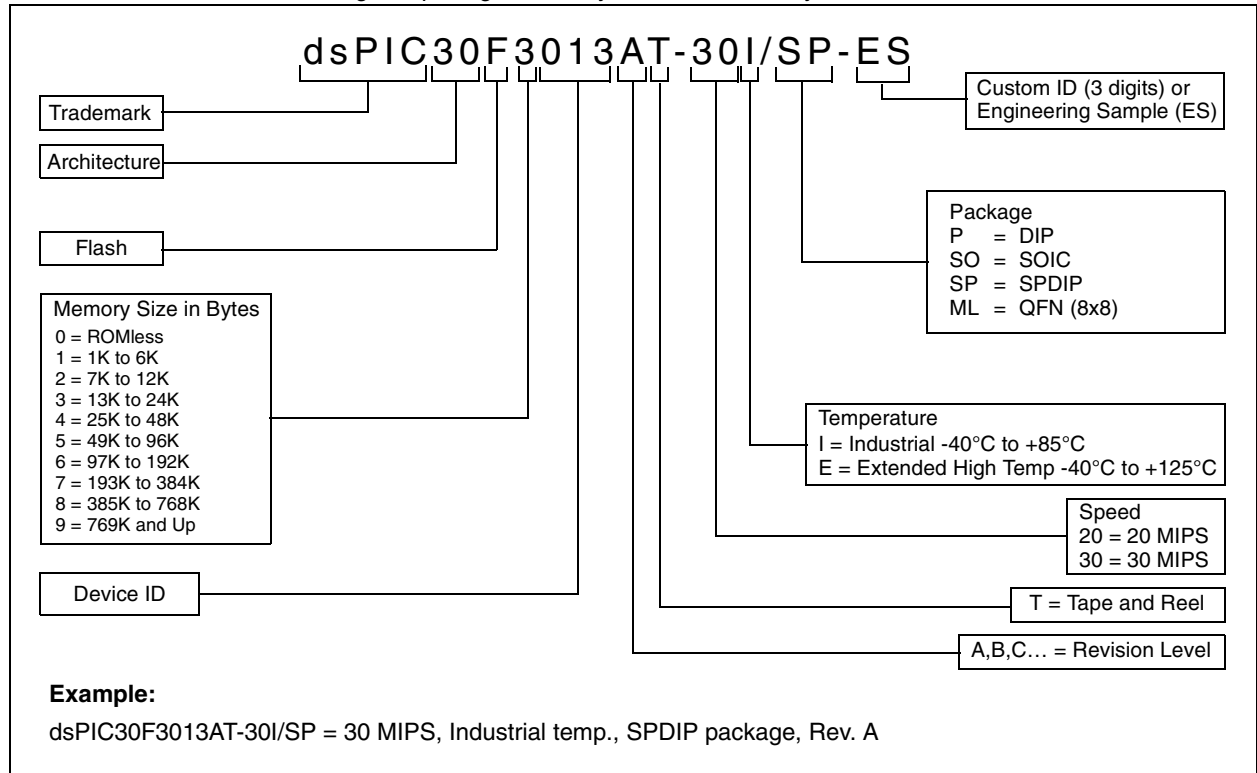 dsPIC30F3013AT-30I/SP-ES
Trademark
Architecture
Flash
Memory Size in Bytes
0 = ROMless
1 = 1K to 6K
2 = 7K to 12K
3 = 13K to 24K
4 = 25K to 48K
5 = 49K to 96K
6 = 97K to 192K
7 = 193K to 384K
8 = 385K to 768K
9 = 769K and Up
Device ID
Custom ID (3 digits) or
Engineering Sample (ES)
Package
P = DIP
SO = SOIC
SP = SPDIP
ML = QFN (8x8)
Temperature
I = Industrial -40°C to +85°C
E = Extended High Temp -40°C to +125°C
Speed
20 = 20 MIPS
30 = 30 MIPS
T = Tape and Reel
A,B,C… = Revision Level
Example:
dsPIC30F3013AT-30I/SP = 30 MIPS, Industrial temp., SPDIP package, Rev. A